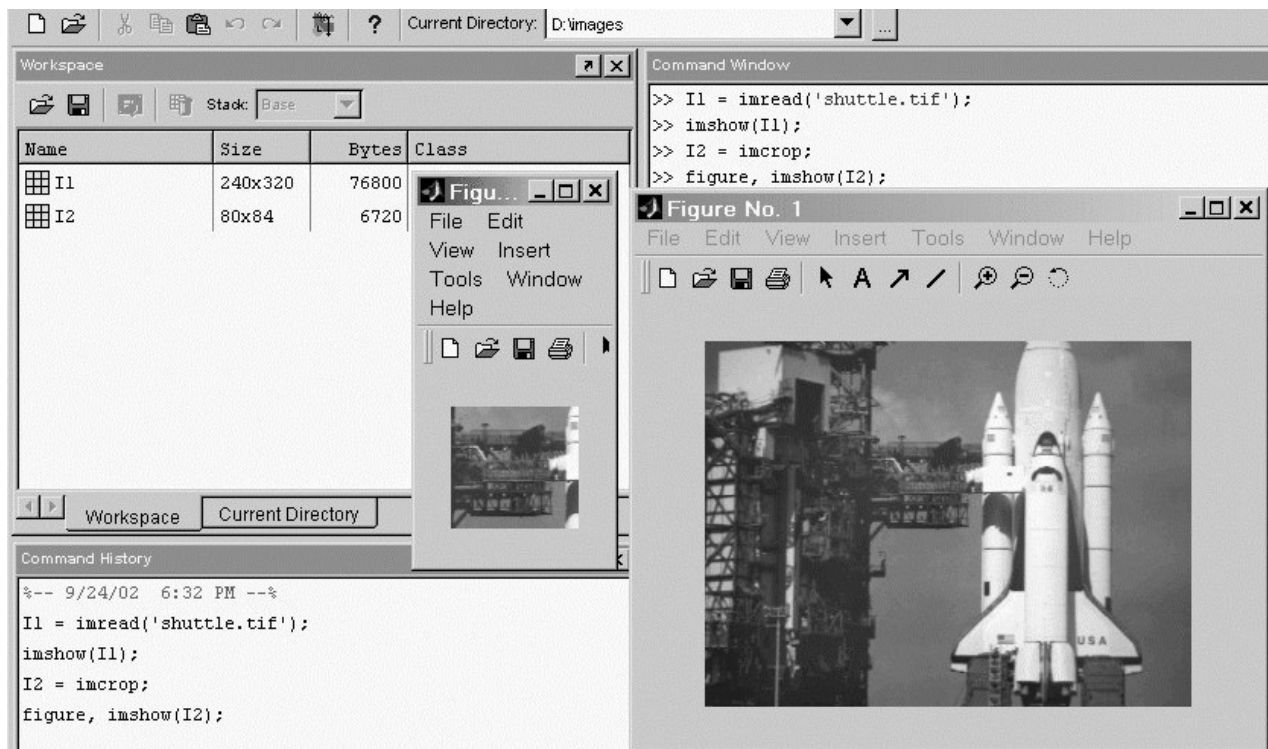 Current Directory: D:\images
Workspace
Stack: Base
Name Size Bytes Class
I1 240x320 76800
I2 80x84 6720
Workspace Current Directory
Command Window
>> I1 = imread('shuttle.tif');
>> imshow(I1);
>> I2 = imcrop;
>> figure, imshow(I2);
Figu...
File Edit
View Insert
Tools Window
Help
Figure No. 1
File Edit View Insert Tools Window Help
A
USA
Command History
%-- 9/24/02 6:32 PM --%
I1 = imread('shuttle.tif');
imshow(I1);
I2 = imcrop;
figure, imshow(I2);